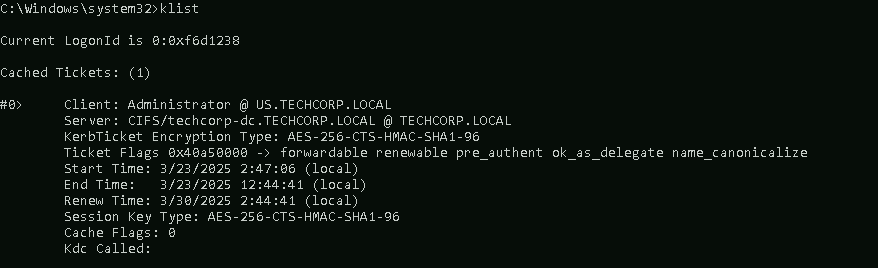 C:\Windows\system32>klist
Current LogonId is 0:0xf6d1238
Cached Tickets: (1)
#0> Client: Administrator @ US.TECHCORP.LOCAL
Server: CIFS/techcorp-dc.TECHCORP.LOCAL @ TECHCORP.LOCAL
KerbTicket Encryption Type: AES-256-CTS-HMAC-SHA1-96
Ticket Flags 0x40a50000 -> forwardable renewable pre_authent ok_as_delegate name_canonicalize
Start Time: 3/23/2025 2:47:06 (local)
End Time: 3/23/2025 12:44:41 (local)
Renew Time: 3/30/2025 2:44:41 (local)
Session Key Type: AES-256-CTS-HMAC-SHA1-96
Cache Flags: 0
Kdc Called: